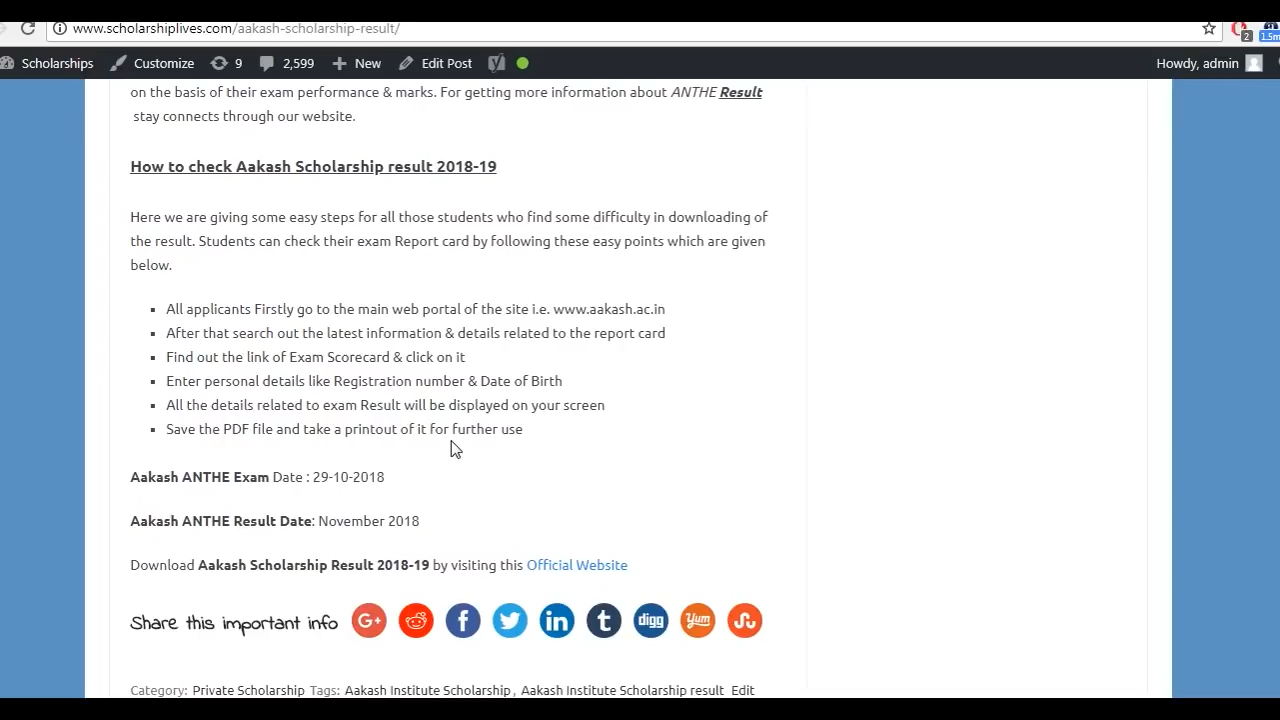 www.scholarshiplives.com/aakash-scholarship-result/
2
1.5m
Scholarships Customize 9 2,599 New Edit Post Howdy, admin
on the basis of their exam performance & marks. For getting more information about ANTHE Result
stay connects through our website.
How to check Aakash Scholarship result 2018-19
Here we are giving some easy steps for all those students who find some difficulty in downloading of
the result. Students can check their exam Report card by following these easy points which are given
below.
All applicants Firstly go to the main web portal of the site i.e. www.aakash.ac.in
After that search out the latest information & details related to the report card
Find out the link of Exam Scorecard & click on it
Enter personal details like Registration number & Date of Birth
All the details related to exam Result will be displayed on your screen
Save the PDF file and take a printout of it for further use
Aakash ANTHE Exam Date : 29-10-2018
Aakash ANTHE Result Date: November 2018
Download Aakash Scholarship Result 2018-19 by visiting this Official Website
Share this important info G+ f in t digg Yum
Category: Private Scholarship Tags: Aakash Institute Scholarship, Aakash Institute Scholarship result Edit